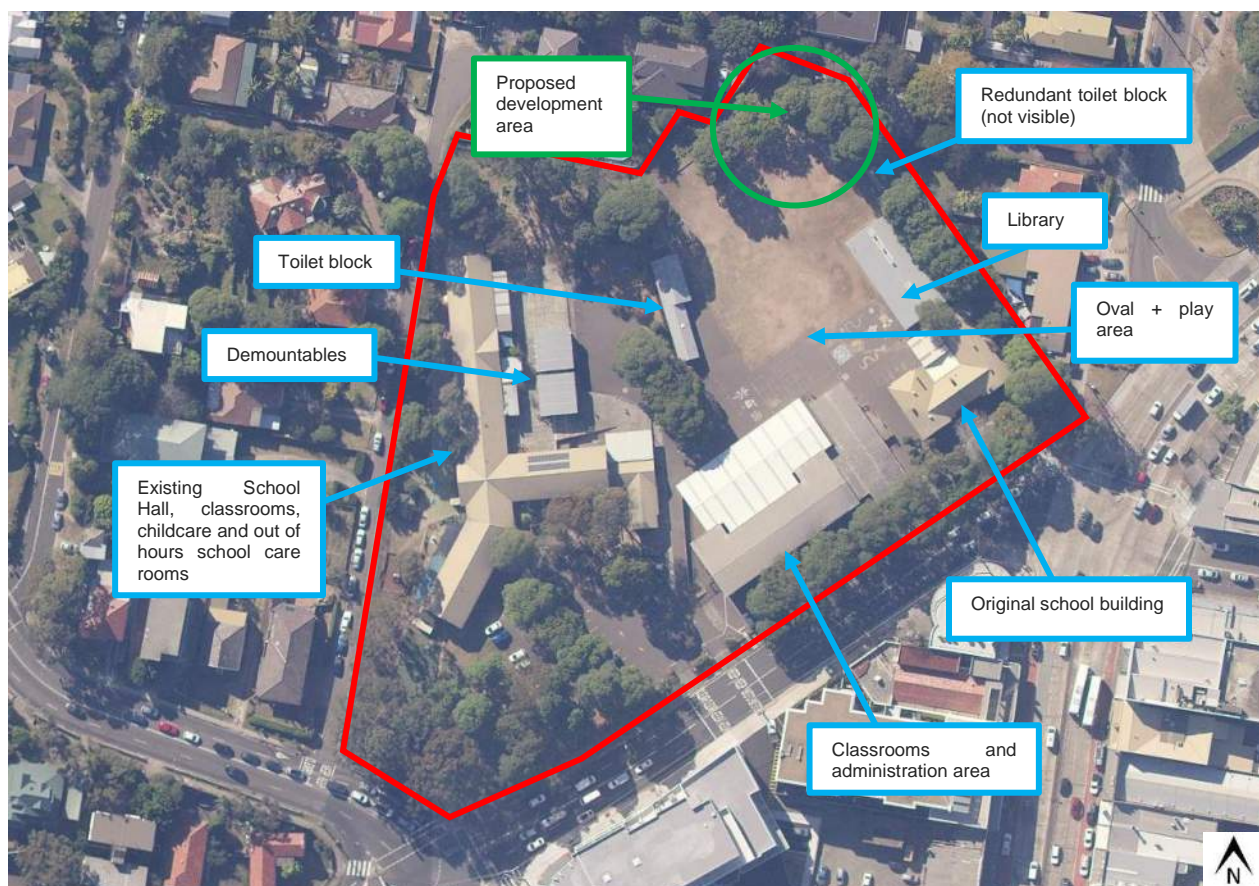 Proposed
development
area
Redundant toilet block
(not visible)
Library
Toilet block
Oval + play
area
Demountables
Existing School
Hall, classrooms,
childcare and out of
hours school care
rooms
Original school building
Classrooms and
administration area
N